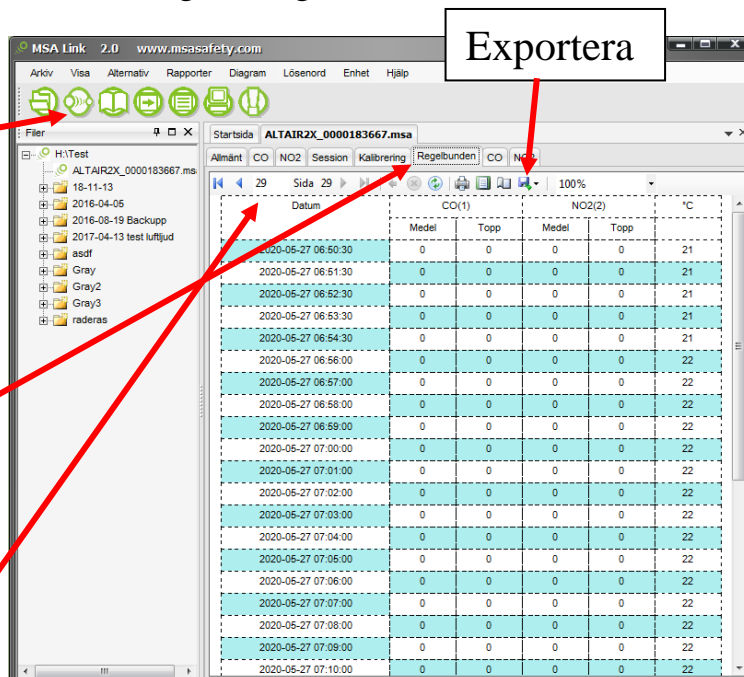 Exportera
MSA Link 2.0 www.msasafety.com
Arkiv Visa Alternativ Rapporter Diagram Lösenord Enhet Hjälp
Filer
H:\Test
ALTAIR2X_0000183667.ms
18-11-13
2016-04-05
2016-08-19 Backupp
2017-04-13 test luftljud
asdf
Gray
Gray2
Gray3
raderas
Startsida ALTAIR2X_0000183667.msa
Allmänt CO NO2 Session Kalibrering Regelbunden CO NO2
29 Sida 29 100%
Datum CO(1) NO2(2) °C
Medel Topp Medel Topp
2020-05-27 06:50:30 0 0 0 0 21
2020-05-27 06:51:30 0 0 0 0 21
2020-05-27 06:52:30 0 0 0 0 21
2020-05-27 06:53:30 0 0 0 0 21
2020-05-27 06:54:30 0 0 0 0 21
2020-05-27 06:56:00 0 0 0 0 22
2020-05-27 06:57:00 0 0 0 0 22
2020-05-27 06:58:00 0 0 0 0 22
2020-05-27 06:59:00 0 0 0 0 22
2020-05-27 07:00:00 0 0 0 0 22
2020-05-27 07:01:00 0 0 0 0 22
2020-05-27 07:02:00 0 0 0 0 22
2020-05-27 07:03:00 0 0 0 0 22
2020-05-27 07:04:00 0 0 0 0 22
2020-05-27 07:05:00 0 0 0 0 22
2020-05-27 07:06:00 0 0 0 0 22
2020-05-27 07:07:00 0 0 0 0 22
2020-05-27 07:08:00 0 0 0 0 22
2020-05-27 07:09:00 0 0 0 0 22
2020-05-27 07:10:00 0 0 0 0 22